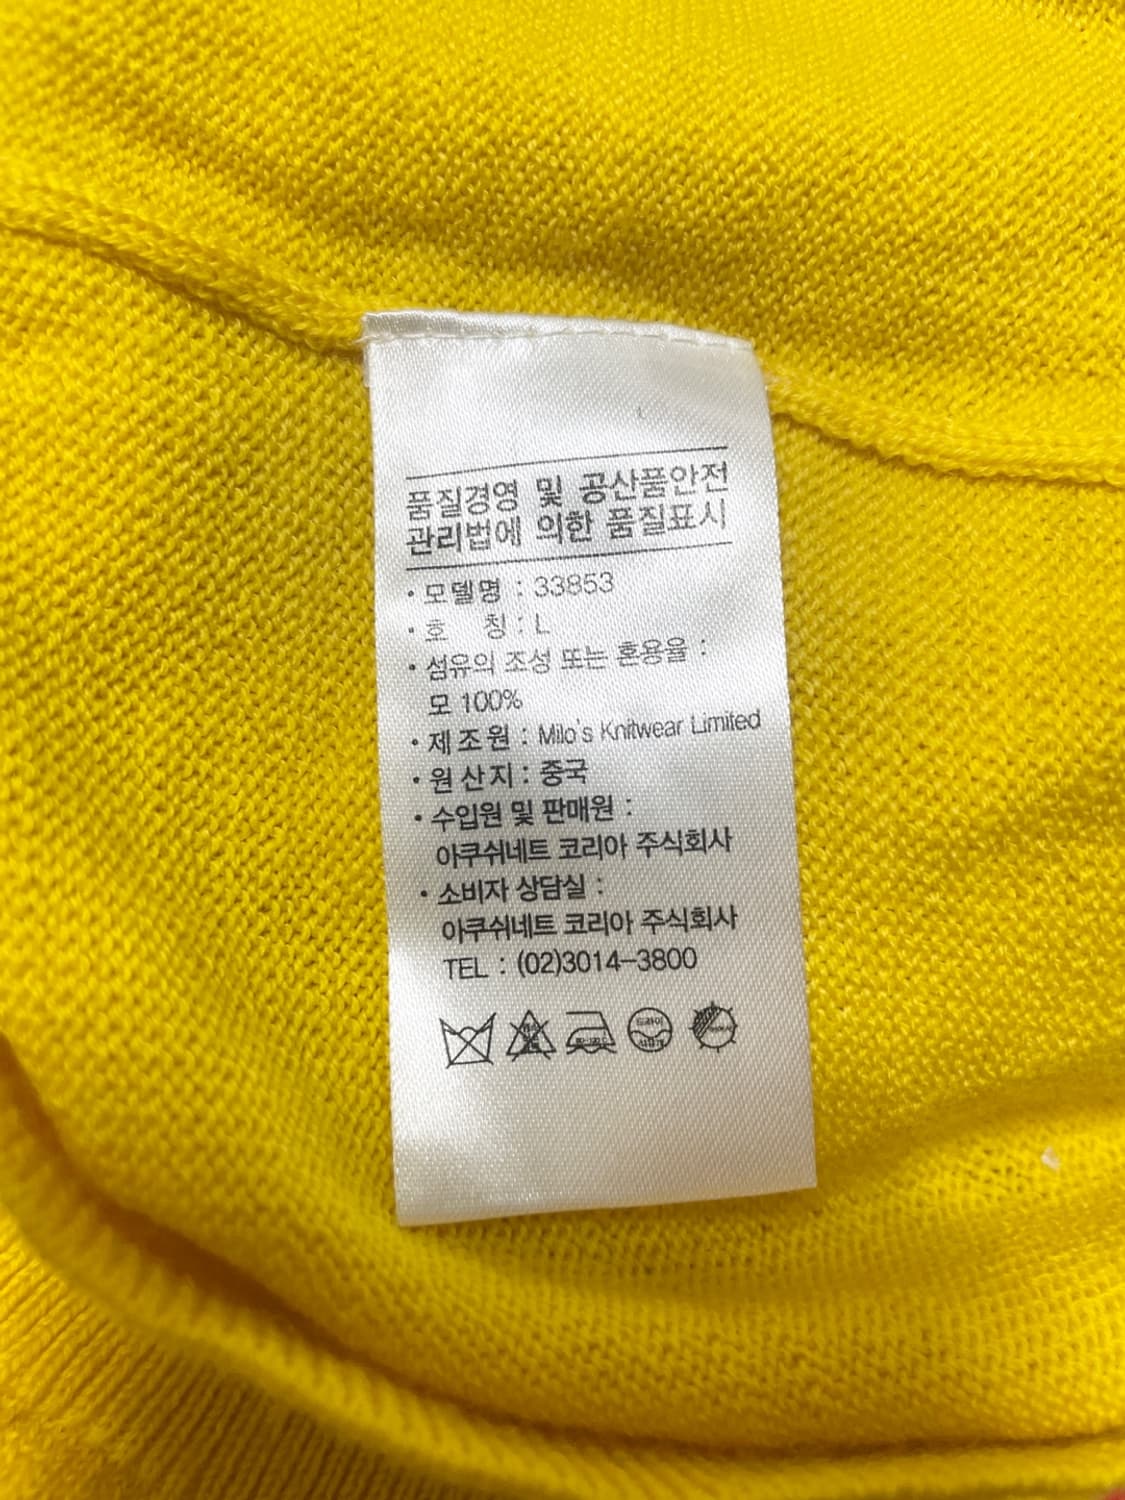 품질경영 및 공산품안전
관리법에 의한 품질표시
• 모델명 : 33853
• 호 칭 : L
• 섬유의 조성 또는 혼용율 :
모 100%
• 제조원 : Milo's Knitwear Limited
• 원산지 : 중국
• 수입원 및 판매원 :
아쿠쉬네트 코리아 주식회사
• 소비자 상담실 :
아쿠쉬네트 코리아 주식회사
TEL : (02)3014-3800
드라이